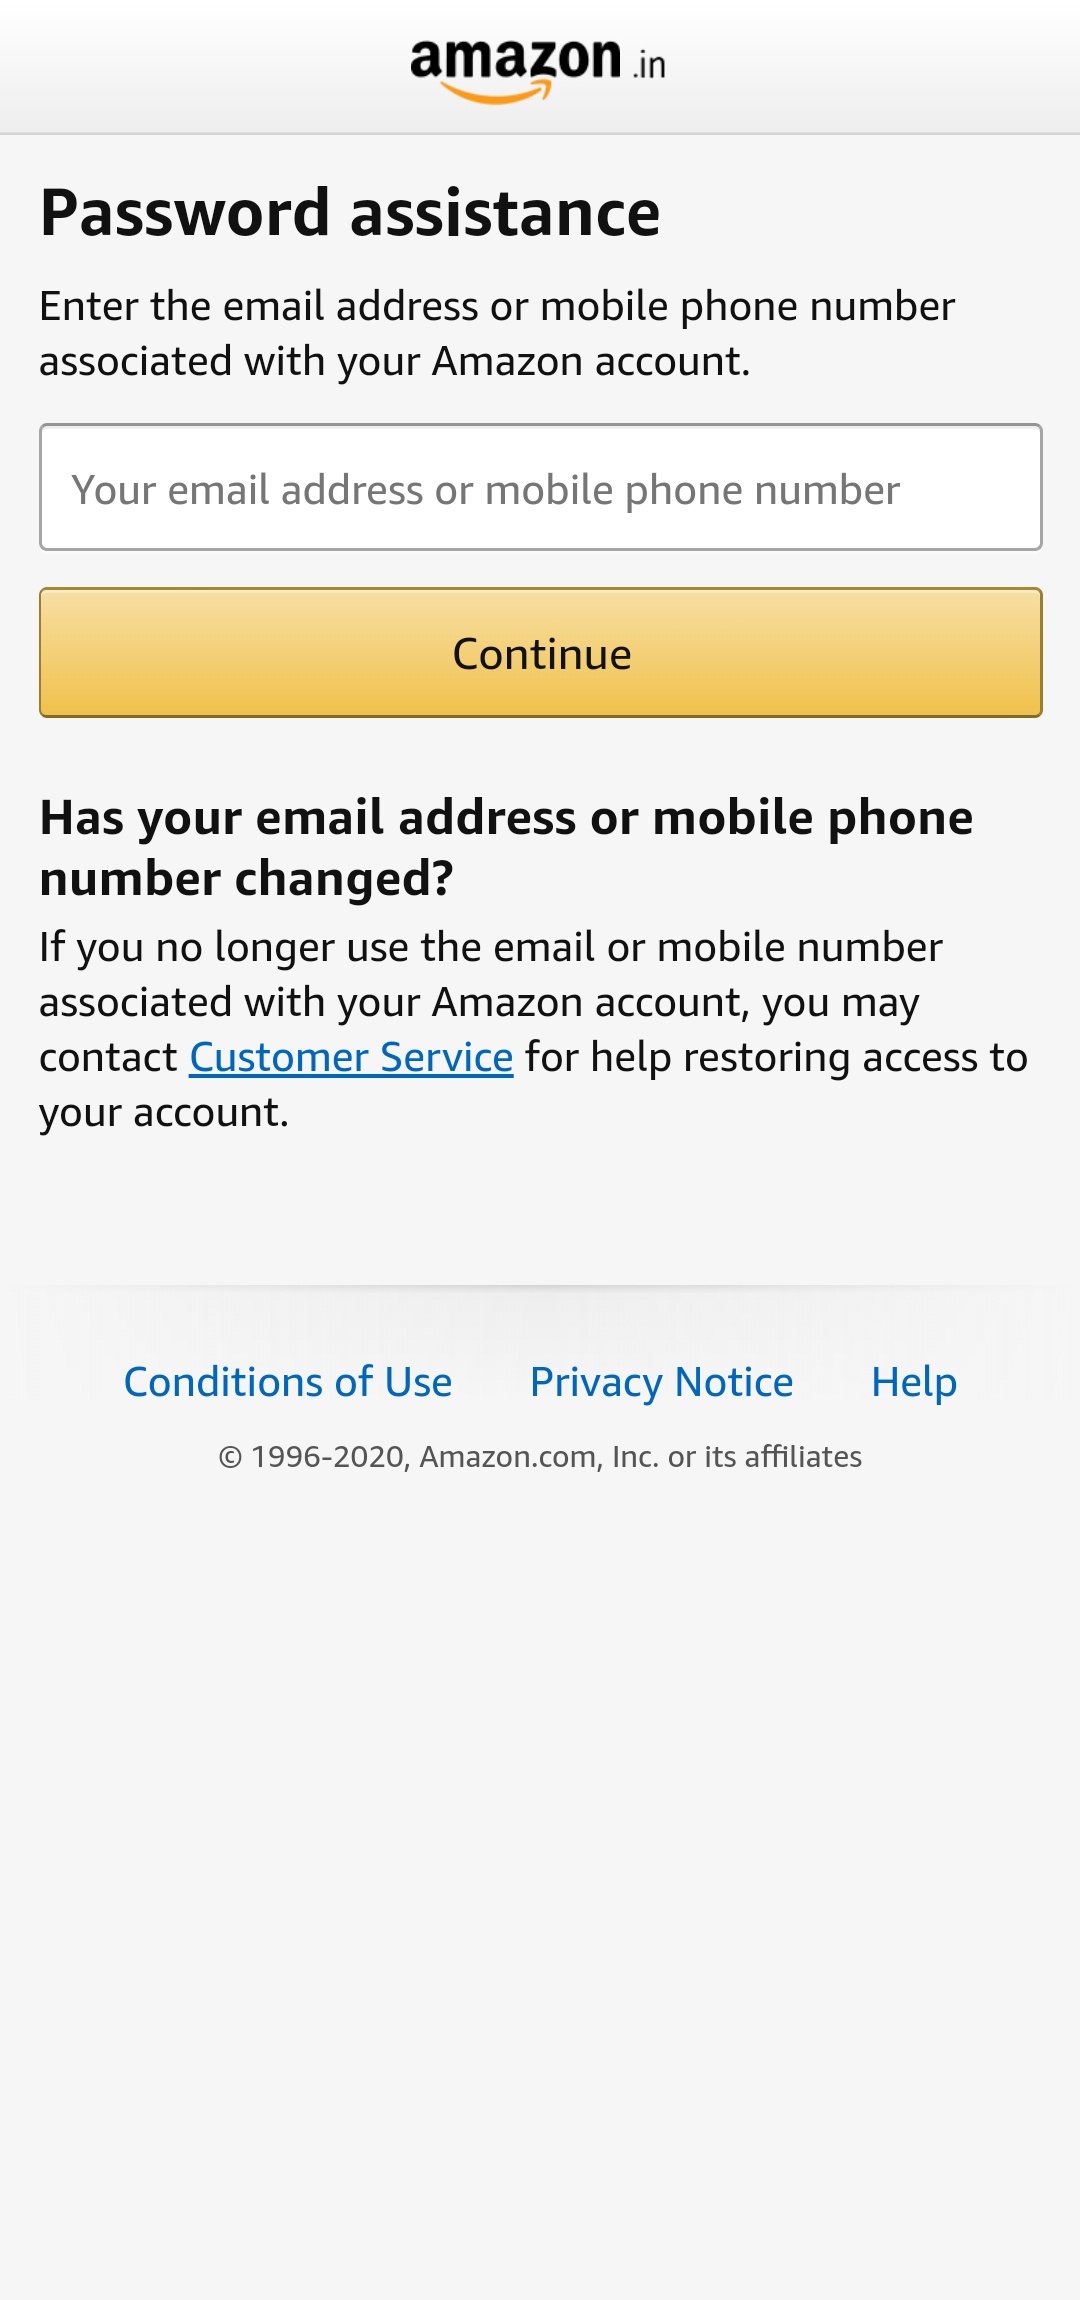 amazon.in
Password assistance
Enter the email address or mobile phone number
associated with your Amazon account.
Your email address or mobile phone number
Continue
Has your email address or mobile phone
number changed?
If you no longer use the email or mobile number
associated with your Amazon account, you may
contact Customer Service for help restoring access to
your account.
Conditions of Use Privacy Notice Help
© 1996-2020, Amazon.com, Inc. or its affiliates